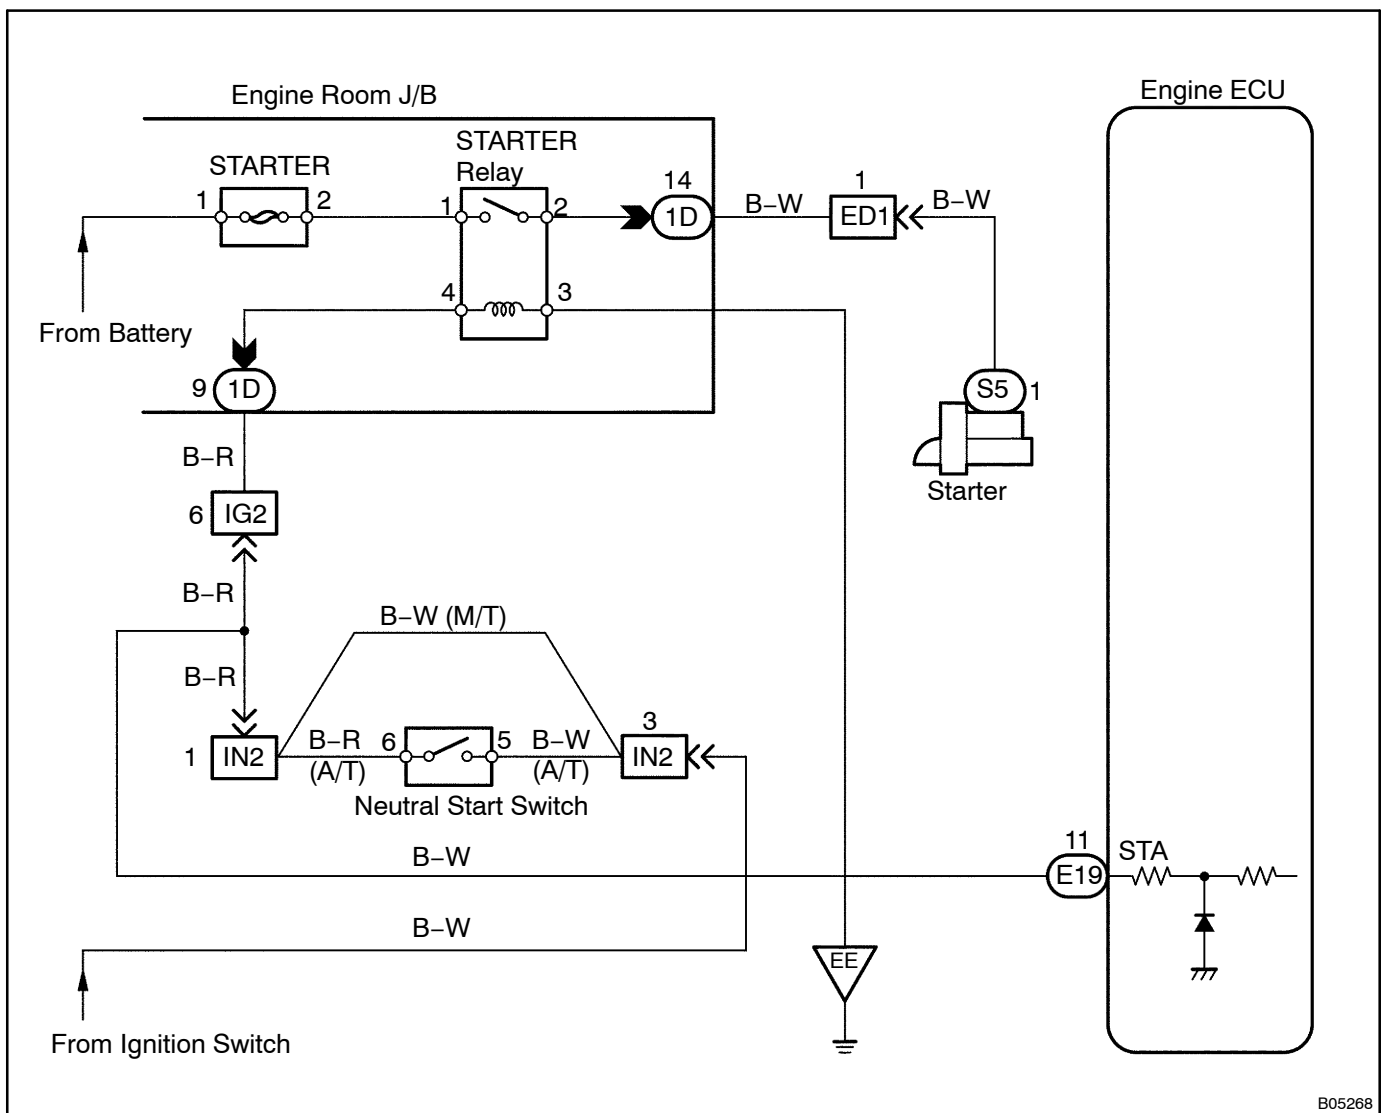 Engine Room J/B
Engine ECU
STARTER
STARTER
Relay
1
2
1
2
14
1D
B–W
1
ED1
B–W
4
3
From Battery
9
1D
S5
1
Starter
B–R
6
IG2
B–R
B–W (M/T)
B–R
1
IN2
B–R
(A/T)
6
5
B–W
(A/T)
3
IN2
Neutral Start Switch
B–W
11
E19
STA
B–W
EE
From Ignition Switch
B05268